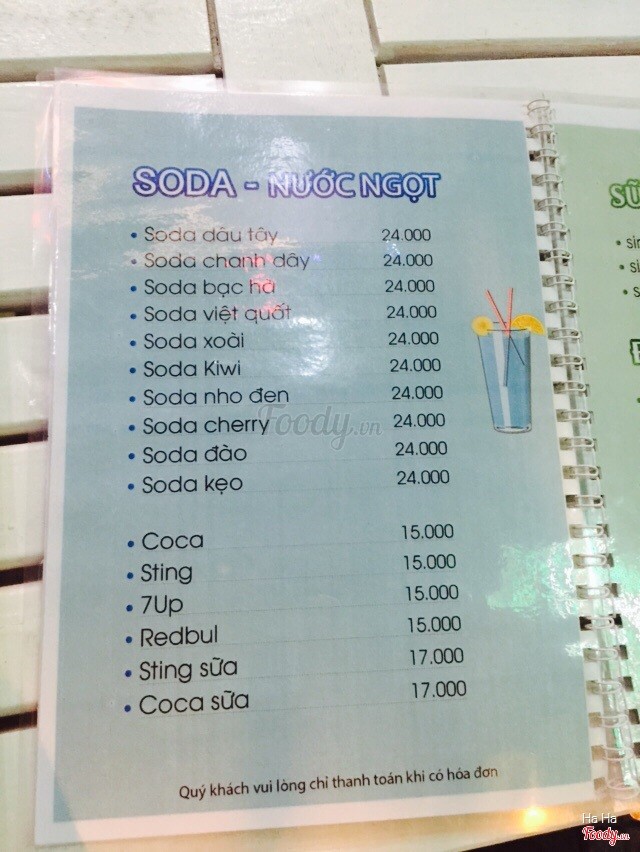 SODA - NƯỚC NGỌT
• Soda dâu tây 24.000
• Soda chanh dây 24.000
• Soda bạc hà 24.000
• Soda việt quất 24.000
• Soda xoài 24.000
• Soda Kiwi 24.000
• Soda nho đen 24.000
• Soda cherry 24.000
• Soda đào 24.000
• Soda kẹo 24.000
• Coca 15.000
• Sting 15.000
• 7Up 15.000
• Redbul 15.000
• Sting sữa 17.000
• Coca sữa 17.000
Quý khách vui lòng chỉ thanh toán khi có hóa đơn
Foody.vn
Ha Ha
Foody.vn